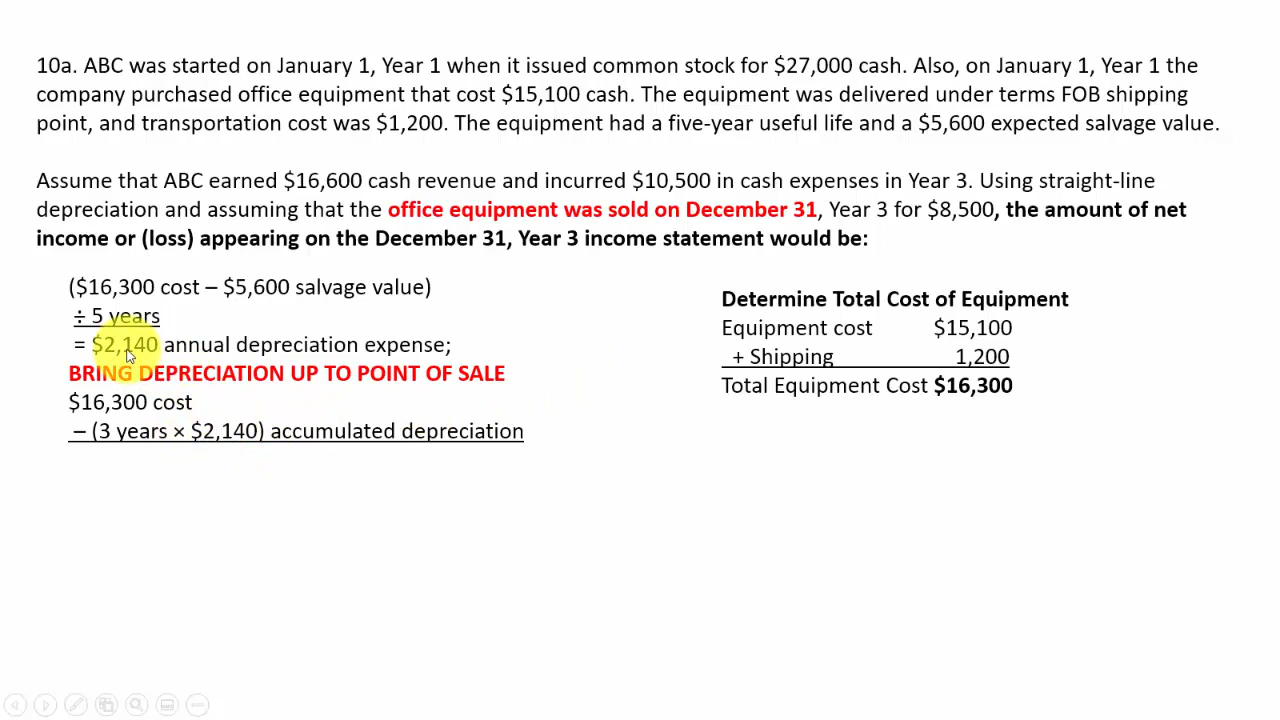 10a. ABC was started on January 1, Year 1 when it issued common stock for $27,000 cash. Also, on January 1, Year 1 the
company purchased office equipment that cost $15,100 cash. The equipment was delivered under terms FOB shipping
point, and transportation cost was $1,200. The equipment had a five-year useful life and a $5,600 expected salvage value.
Assume that ABC earned $16,600 cash revenue and incurred $10,500 in cash expenses in Year 3. Using straight-line
depreciation and assuming that the office equipment was sold on December 31, Year 3 for $8,500, the amount of net
income or (loss) appearing on the December 31, Year 3 income statement would be:
($16,300 cost – $5,600 salvage value)
÷ 5 years
= $2,140 annual depreciation expense;
BRING DEPRECIATION UP TO POINT OF SALE
$16,300 cost
– (3 years × $2,140) accumulated depreciation
Determine Total Cost of Equipment
Equipment cost $15,100
+ Shipping 1,200
Total Equipment Cost $16,300